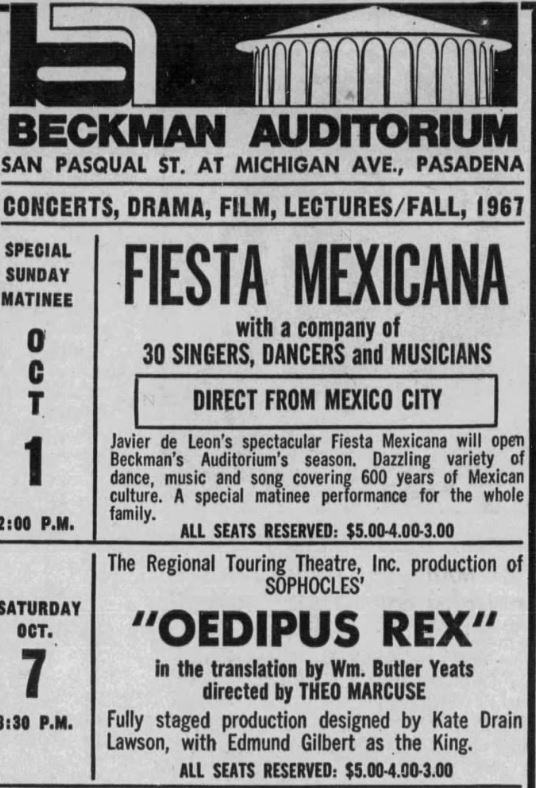 BECKMAN AUDITORIUM
SAN PASQUAL ST. AT MICHIGAN AVE., PASADENA
CONCERTS, DRAMA, FILM, LECTURES/FALL, 1967
SPECIAL
SUNDAY
MATINEE
OCT
1
2:00 P.M.
FIESTA MEXICANA
with a company of
30 SINGERS, DANCERS and MUSICIANS
DIRECT FROM MEXICO CITY
Javier de Leon's spectacular Fiesta Mexicana will open
Beckman's Auditorium's season. Dazzling variety of
dance, music and song covering 600 years of Mexican
culture. A special matinee performance for the whole
family.
ALL SEATS RESERVED: $5.00-4.00-3.00
SATURDAY
OCT.
7
:30 P.M.
The Regional Touring Theatre, Inc. production of
SOPHOCLES'
"OEDIPUS REX"
in the translation by Wm. Butler Yeats
directed by THEO MARCUSE
Fully staged production designed by Kate Drain
Lawson, with Edmund Gilbert as the King.
ALL SEATS RESERVED: $5.00-4.00-3.00